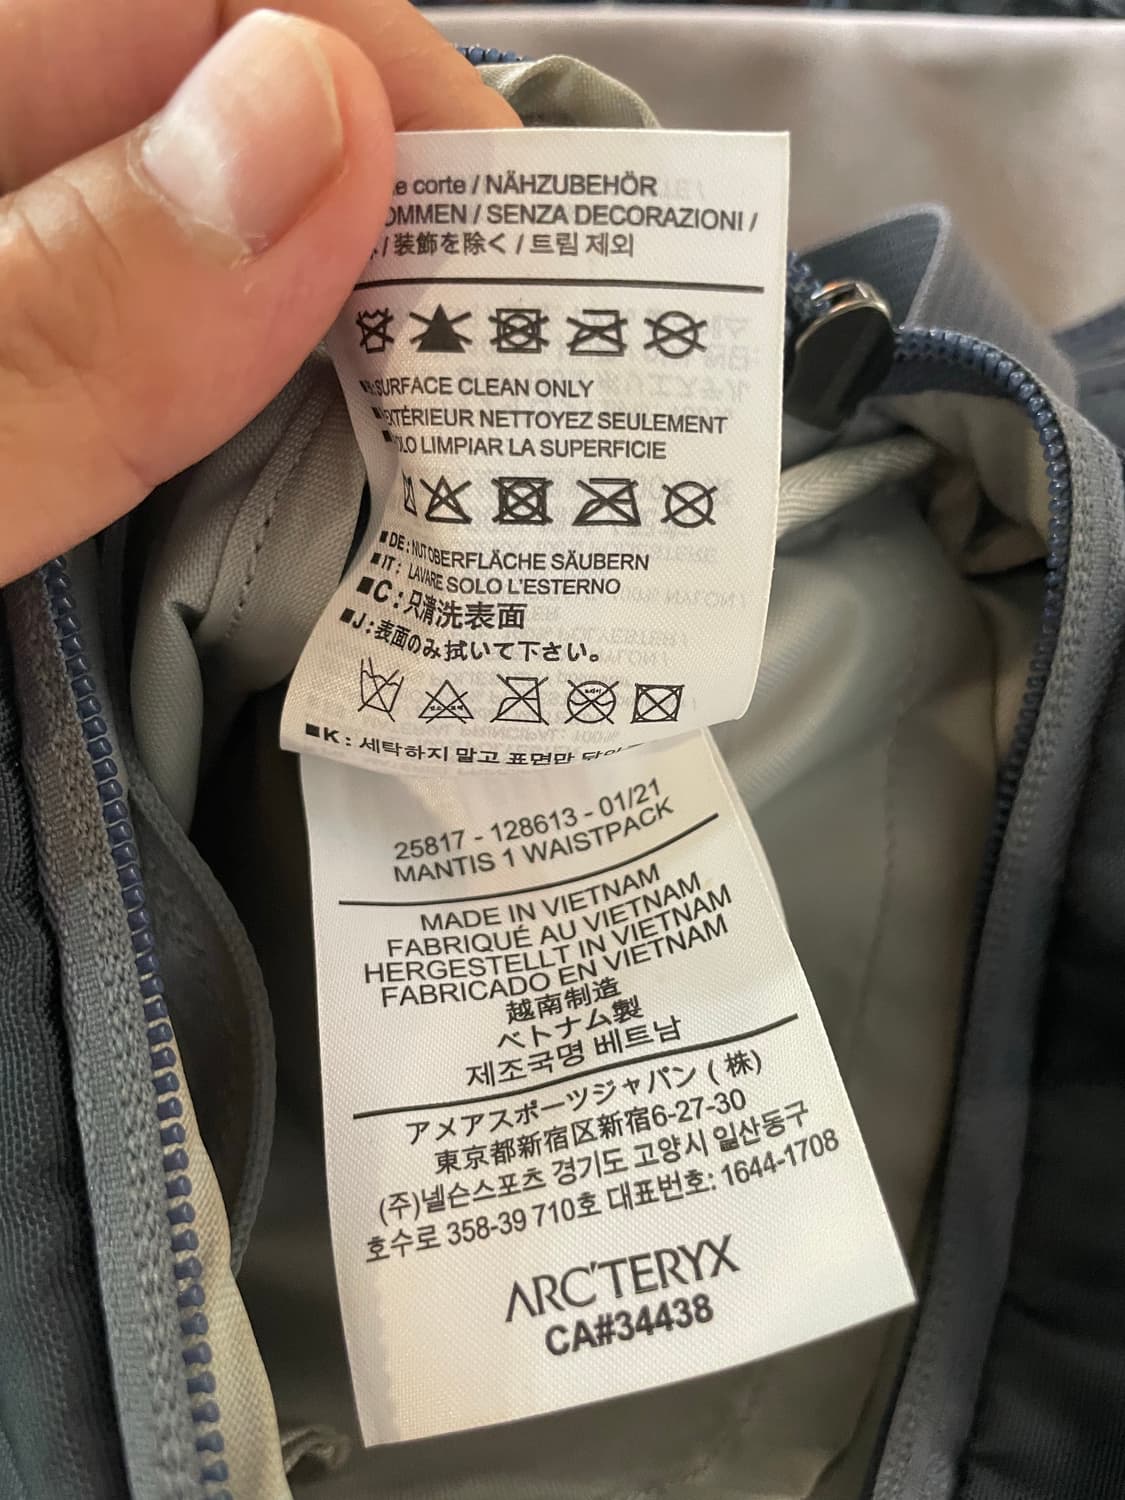 corte / NÄHZUBEHÖR
OMMEN / SENZA DECORAZIONI /
/ 装飾を除く / 트림 제외
SURFACE CLEAN ONLY
EXTÉRIEUR NETTOYEZ SEULEMENT
SOLO LIMPIAR LA SUPERFICIE
■DE: NUT OBERFLÄCHE SÄUBERN
■IT: LAVARE SOLO L'ESTERNO
■C: 只清洗表面
■J: 表面のみ拭いて下さい。
■K: 세탁하지 말고 표면만
25817 - 128613 - 01/21
MANTIS 1 WAISTPACK
MADE IN VIETNAM
FABRIQUÉ AU VIETNAM
HERGESTELLT IN VIETNAM
FABRICADO EN VIETNAM
越南制造
ベトナム製
제조국명 베트남
アメアスポーツジャパン (株)
東京都新宿区新宿6-27-30
(주)넬슨스포츠 경기도 고양시 일산동구
호수로 358-39 710호 대표번호: 1644-1708
ARC'TERYX
CA#34438